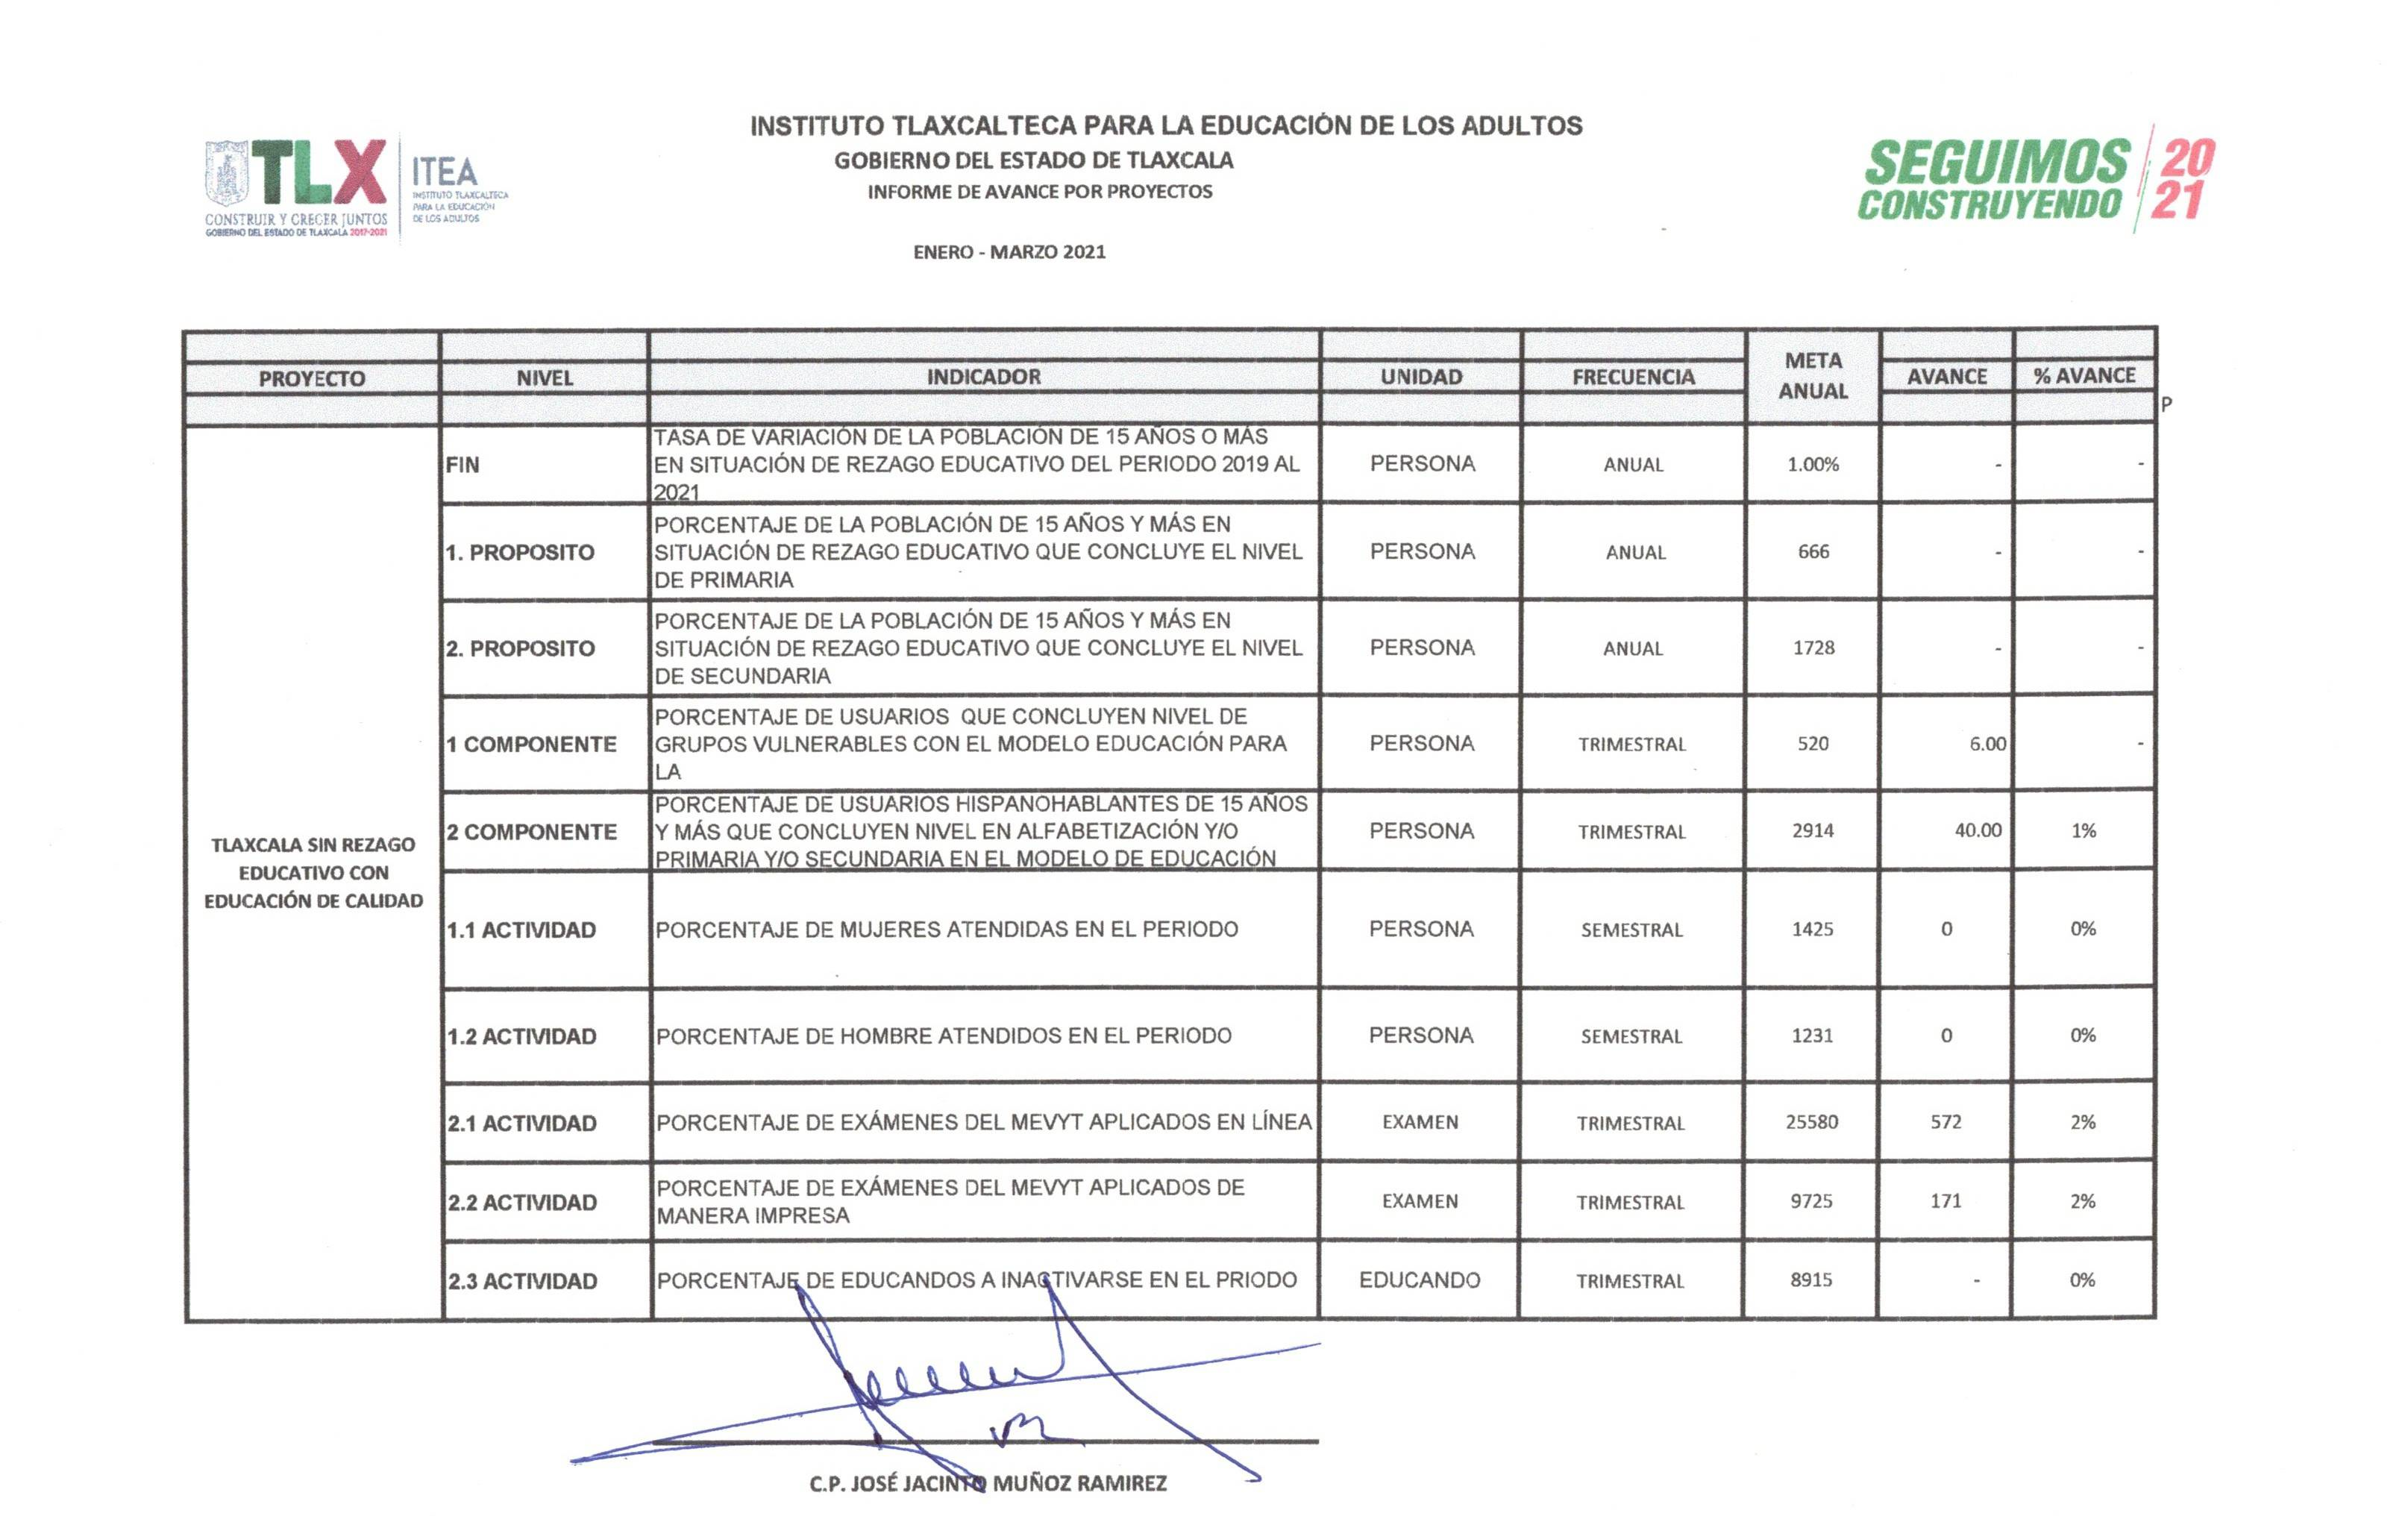 TLX
CONSTRUIR Y CRECER JUNTOS
GOBIERNO DEL ESTADO DE TLAXCALA 2017-2021
ITEA
INSTITUTO TLAXCALTECA
PARA LA EDUCACIÓN
DE LOS ADULTOS
INSTITUTO TLAXCALTECA PARA LA EDUCACIÓN DE LOS ADULTOS
GOBIERNO DEL ESTADO DE TLAXCALA
INFORME DE AVANCE POR PROYECTOS
ENERO - MARZO 2021
SEGUIMOS
CONSTRUYENDO
20
21
PROYECTO NIVEL INDICADOR UNIDAD FRECUENCIA META ANUAL AVANCE % AVANCE
P
TLAXCALA SIN REZAGO
EDUCATIVO CON
EDUCACIÓN DE CALIDAD
FIN
TASA DE VARIACIÓN DE LA POBLACIÓN DE 15 AÑOS O MÁS
EN SITUACIÓN DE REZAGO EDUCATIVO DEL PERIODO 2019 AL
2021
PERSONA ANUAL 1.00% - -
1. PROPOSITO
PORCENTAJE DE LA POBLACIÓN DE 15 AÑOS Y MÁS EN
SITUACIÓN DE REZAGO EDUCATIVO QUE CONCLUYE EL NIVEL
DE PRIMARIA
PERSONA ANUAL 666 - -
2. PROPOSITO
PORCENTAJE DE LA POBLACIÓN DE 15 AÑOS Y MÁS EN
SITUACIÓN DE REZAGO EDUCATIVO QUE CONCLUYE EL NIVEL
DE SECUNDARIA
PERSONA ANUAL 1728 - -
1 COMPONENTE
PORCENTAJE DE USUARIOS QUE CONCLUYEN NIVEL DE
GRUPOS VULNERABLES CON EL MODELO EDUCACIÓN PARA
LA
PERSONA TRIMESTRAL 520 6.00 -
2 COMPONENTE
PORCENTAJE DE USUARIOS HISPANOHABLANTES DE 15 AÑOS
Y MÁS QUE CONCLUYEN NIVEL EN ALFABETIZACIÓN Y/O
PRIMARIA Y/O SECUNDARIA EN EL MODELO DE EDUCACIÓN
PERSONA TRIMESTRAL 2914 40.00 1%
1.1 ACTIVIDAD PORCENTAJE DE MUJERES ATENDIDAS EN EL PERIODO PERSONA SEMESTRAL 1425 0 0%
1.2 ACTIVIDAD PORCENTAJE DE HOMBRE ATENDIDOS EN EL PERIODO PERSONA SEMESTRAL 1231 0 0%
2.1 ACTIVIDAD PORCENTAJE DE EXÁMENES DEL MEVYT APLICADOS EN LÍNEA EXAMEN TRIMESTRAL 25580 572 2%
2.2 ACTIVIDAD
PORCENTAJE DE EXÁMENES DEL MEVYT APLICADOS DE
MANERA IMPRESA
EXAMEN TRIMESTRAL 9725 171 2%
2.3 ACTIVIDAD PORCENTAJE DE EDUCANDOS A INACTIVARSE EN EL PRIODO EDUCANDO TRIMESTRAL 8915 - 0%
C.P. JOSÉ JACINTO MUÑOZ RAMIREZ